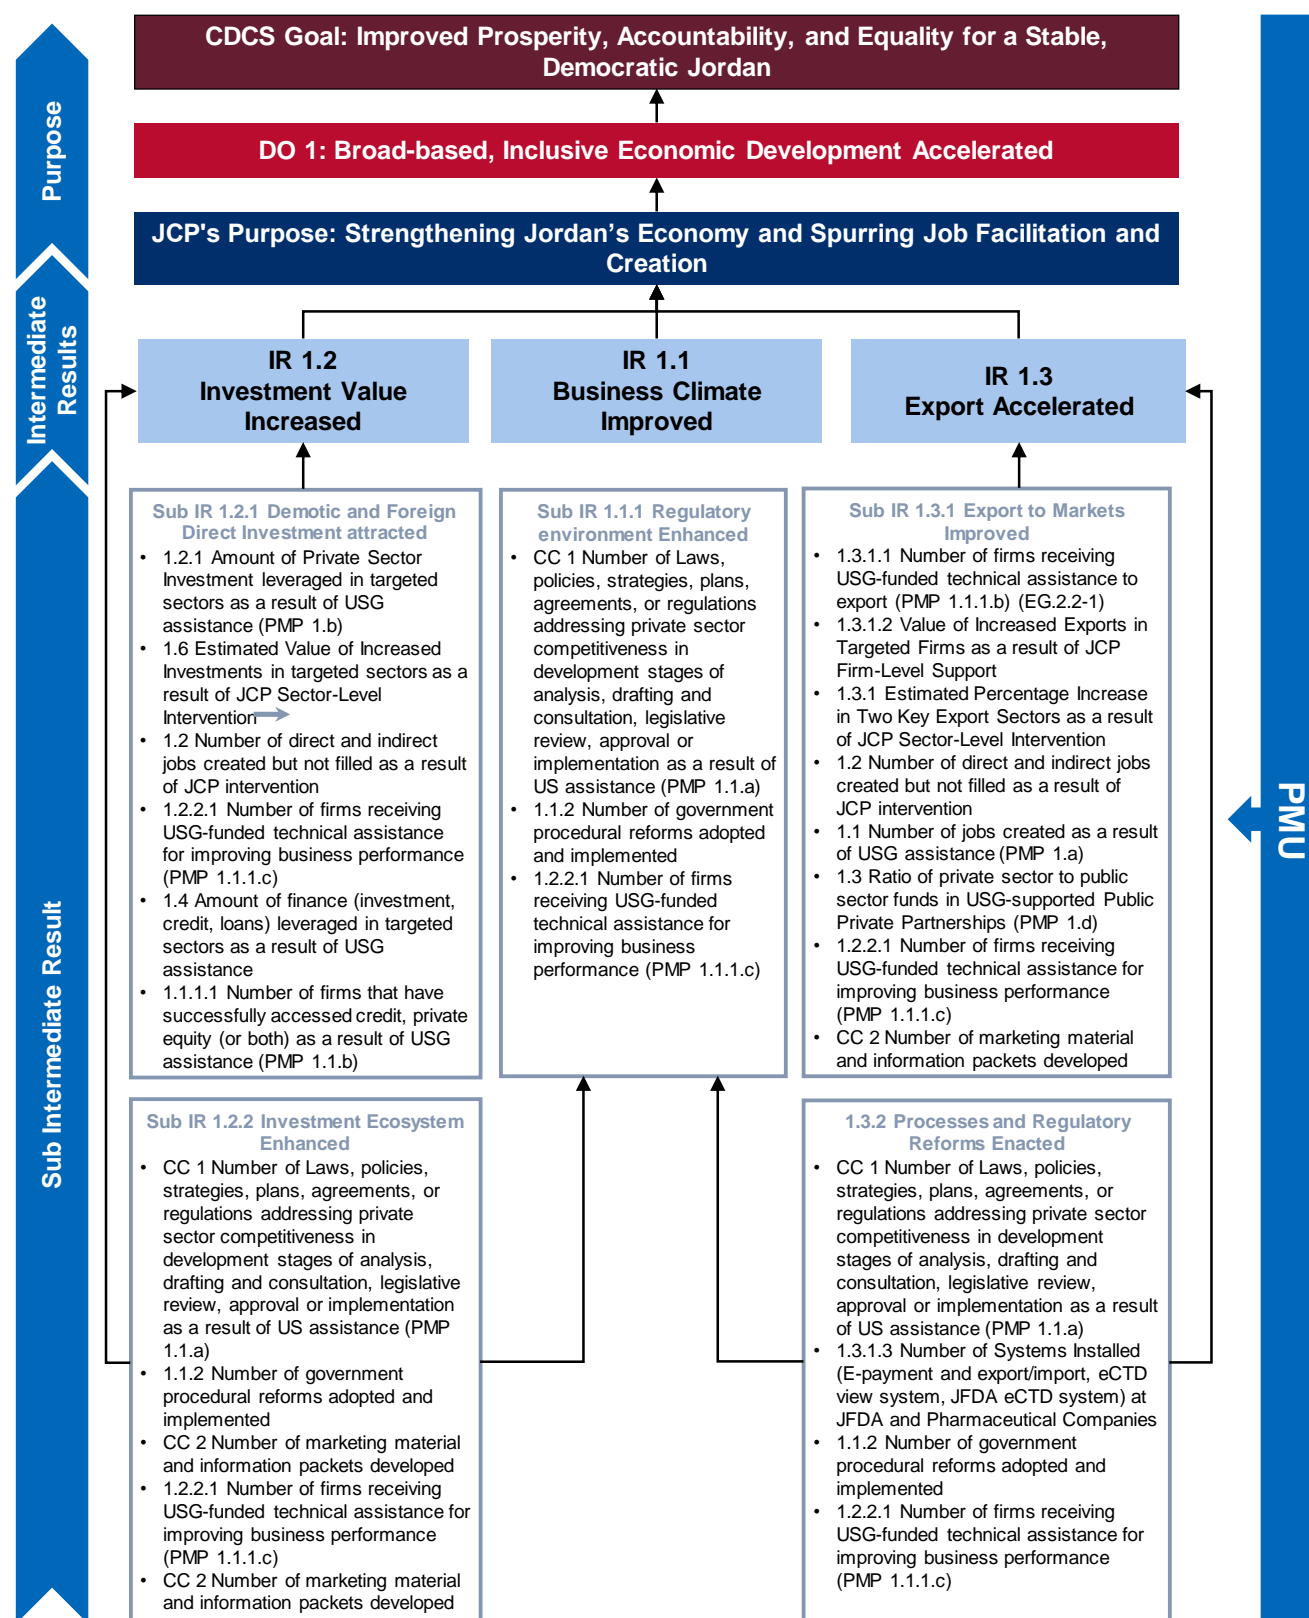 CDCS Goal: Improved Prosperity, Accountability, and Equality for a Stable,
Democratic Jordan
DO 1: Broad-based, Inclusive Economic Development Accelerated
JCP's Purpose: Strengthening Jordan's Economy and Spurring Job Facilitation and
Creation
Purpose
Intermediate
Results
IR 1.2
Investment Value
Increased
IR 1.1
Business Climate
Improved
IR 1.3
Export Accelerated
Sub Intermediate Result
Sub IR 1.2.1 Demotic and Foreign
Direct Investment attracted
• 1.2.1 Amount of Private Sector
Investment leveraged in targeted
sectors as a result of USG
assistance (PMP 1.b)
• 1.6 Estimated Value of Increased
Investments in targeted sectors as a
result of JCP Sector-Level
Intervention
• 1.2 Number of direct and indirect
jobs created but not filled as a result
of JCP intervention
• 1.2.2.1 Number of firms receiving
USG-funded technical assistance
for improving business performance
(PMP 1.1.1.c)
• 1.4 Amount of finance (investment,
credit, loans) leveraged in targeted
sectors as a result of USG
assistance
• 1.1.1.1 Number of firms that have
successfully accessed credit, private
equity (or both) as a result of USG
assistance (PMP 1.1.b)
Sub IR 1.1.1 Regulatory
environment Enhanced
• CC 1 Number of Laws,
policies, strategies, plans,
agreements, or regulations
addressing private sector
competitiveness in
development stages of
analysis, drafting and
consultation, legislative
review, approval or
implementation as a result of
US assistance (PMP 1.1.a)
• 1.1.2 Number of government
procedural reforms adopted
and implemented
• 1.2.2.1 Number of firms
receiving USG-funded
technical assistance for
improving business
performance (PMP 1.1.1.c)
Sub IR 1.3.1 Export to Markets
Improved
• 1.3.1.1 Number of firms receiving
USG-funded technical assistance to
export (PMP 1.1.1.b) (EG.2.2-1)
• 1.3.1.2 Value of Increased Exports in
Targeted Firms as a result of JCP
Firm-Level Support
• 1.3.1 Estimated Percentage Increase
in Two Key Export Sectors as a result
of JCP Sector-Level Intervention
• 1.2 Number of direct and indirect jobs
created but not filled as a result of
JCP intervention
• 1.1 Number of jobs created as a result
of USG assistance (PMP 1.a)
• 1.3 Ratio of private sector to public
sector funds in USG-supported Public
Private Partnerships (PMP 1.d)
• 1.2.2.1 Number of firms receiving
USG-funded technical assistance for
improving business performance
(PMP 1.1.1.c)
• CC 2 Number of marketing material
and information packets developed
PMU
Sub IR 1.2.2 Investment Ecosystem
Enhanced
• CC 1 Number of Laws, policies,
strategies, plans, agreements, or
regulations addressing private
sector competitiveness in
development stages of analysis,
drafting and consultation, legislative
review, approval or implementation
as a result of US assistance (PMP
1.1.a)
• 1.1.2 Number of government
procedural reforms adopted and
implemented
• CC 2 Number of marketing material
and information packets developed
• 1.2.2.1 Number of firms receiving
USG-funded technical assistance for
improving business performance
(PMP 1.1.1.c)
• CC 2 Number of marketing material
and information packets developed
1.3.2 Processes and Regulatory
Reforms Enacted
• CC 1 Number of Laws, policies,
strategies, plans, agreements, or
regulations addressing private sector
competitiveness in development
stages of analysis, drafting and
consultation, legislative review,
approval or implementation as a result
of US assistance (PMP 1.1.a)
• 1.3.1.3 Number of Systems Installed
(E-payment and export/import, eCTD
view system, JFDA eCTD system) at
JFDA and Pharmaceutical Companies
• 1.1.2 Number of government
procedural reforms adopted and
implemented
• 1.2.2.1 Number of firms receiving
USG-funded technical assistance for
improving business performance
(PMP 1.1.1.c)